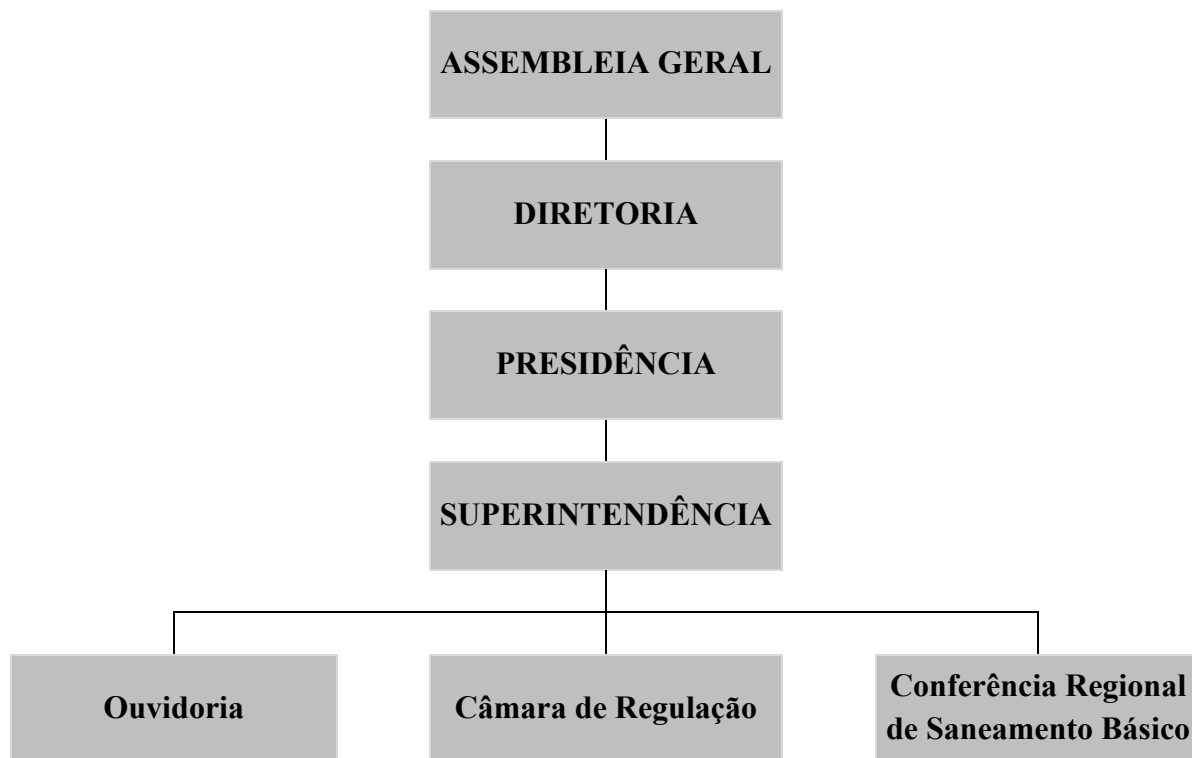 ASSEMBLEIA GERAL
DIRETORIA
PRESIDÊNCIA
SUPERINTENDÊNCIA
Ouvidoria
Câmara de Regulação
Conferência Regional
de Saneamento Básico